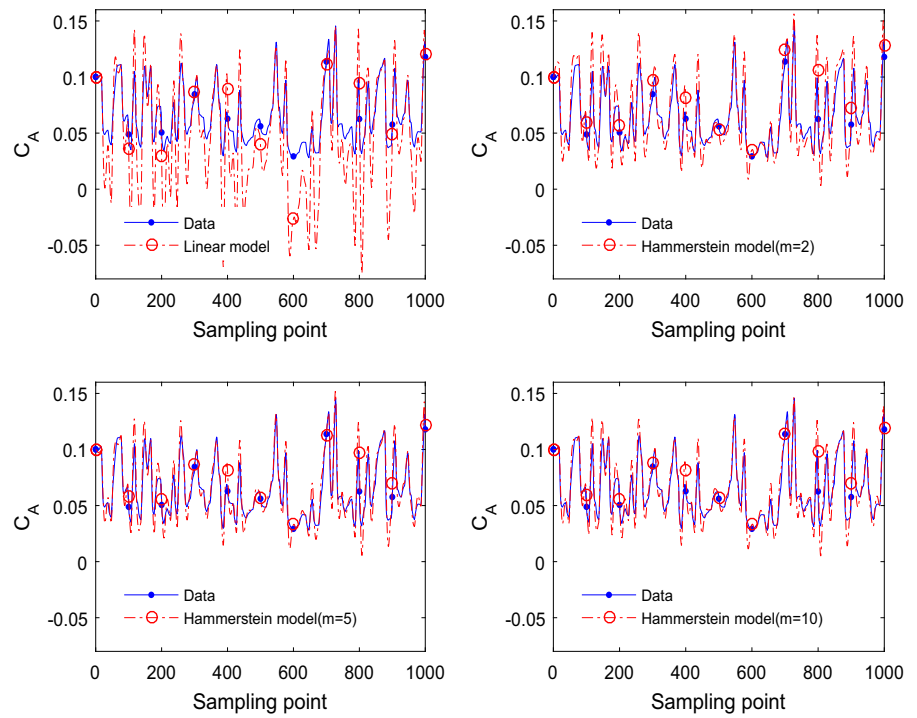 0.15
0.1
0.05
0
-0.05
C_A
Data
Linear model
0 200 400 600 800 1000
Sampling point
0.15
0.1
0.05
0
-0.05
C_A
Data
Hammerstein model(m=2)
0 200 400 600 800 1000
Sampling point
0.15
0.1
0.05
0
-0.05
C_A
Data
Hammerstein model(m=5)
0 200 400 600 800 1000
Sampling point
0.15
0.1
0.05
0
-0.05
C_A
Data
Hammerstein model(m=10)
0 200 400 600 800 1000
Sampling point